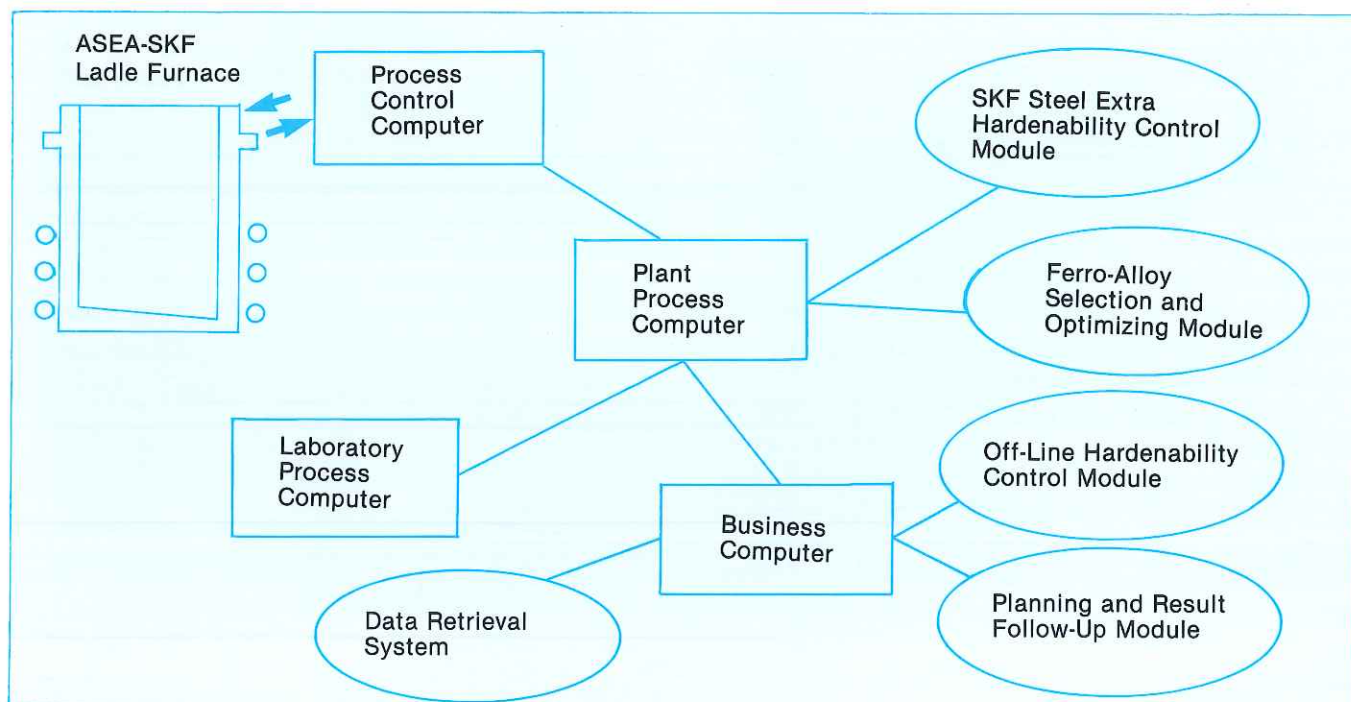 ASEA-SKF
Ladle Furnace
Process
Control
Computer
SKF Steel Extra
Hardenability Control
Module
Plant
Process
Computer
Ferro-Alloy
Selection and
Optimizing Module
Laboratory
Process
Computer
Off-Line Hardenability
Control Module
Business
Computer
Data Retrieval
System
Planning and Result
Follow-Up Module